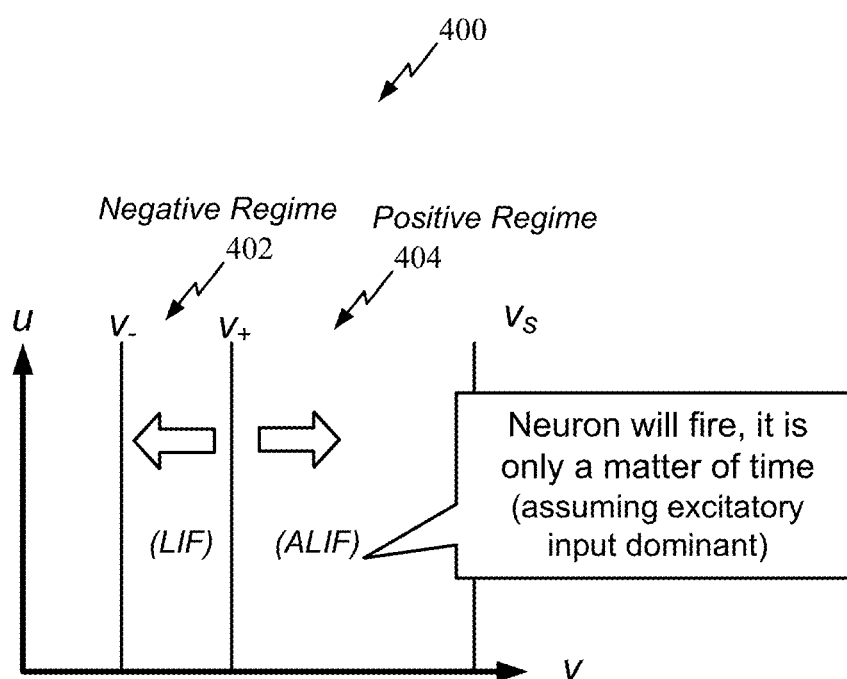 400
Negative Regime
Positive Regime
402
404
u
v-
v+
vS
Neuron will fire, it is
only a matter of time
(assuming excitatory
input dominant)
(LIF)
(ALIF)
v